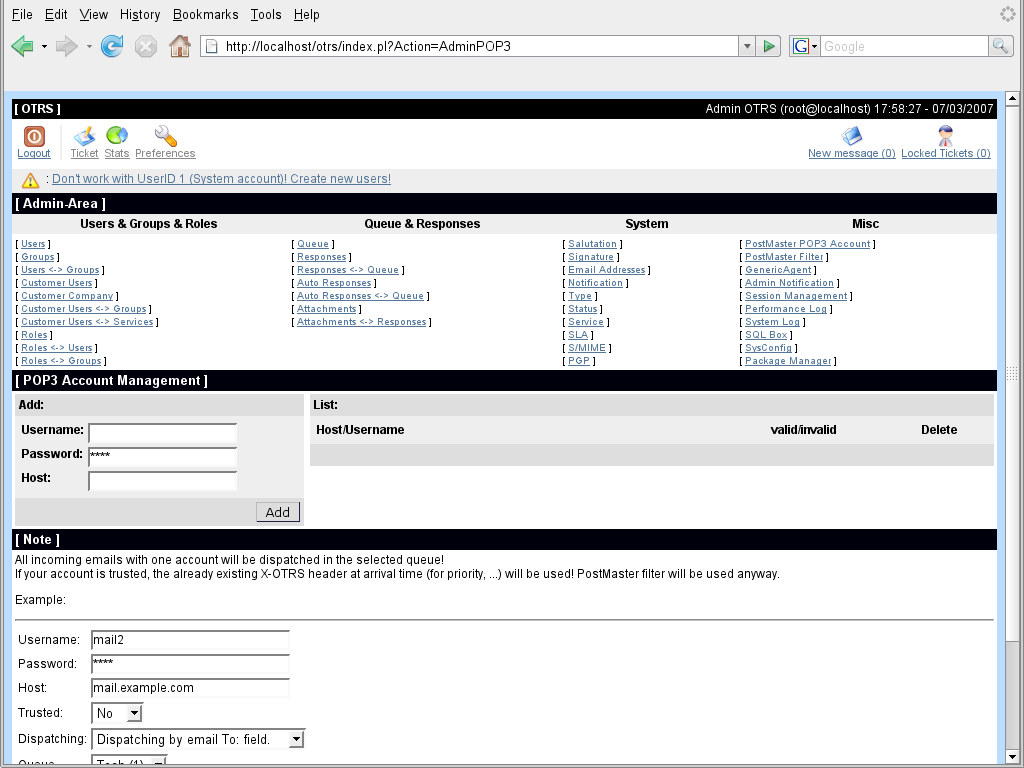 File Edit View History Bookmarks Tools Help
http://localhost/otrs/index.pl?Action=AdminPOP3
G Google
[ OTRS ] Admin OTRS (root@localhost) 17:58:27 - 07/03/2007
Logout Ticket Stats Preferences New message (0) Locked Tickets (0)
: Don't work with UserID 1 (System account)! Create new users!
[ Admin-Area ]
Users & Groups & Roles Queue & Responses System Misc
[ Users ] [ Queue ] [ Salutation ] [ PostMaster POP3 Account ]
[ Groups ] [ Responses ] [ Signature ] [ PostMaster Filter ]
[ Users <-> Groups ] [ Responses <-> Queue ] [ Email Addresses ] [ GenericAgent ]
[ Customer Users ] [ Auto Responses ] [ Notification ] [ Admin Notification ]
[ Customer Company ] [ Auto Responses <-> Queue ] [ Type ] [ Session Management ]
[ Customer Users <-> Groups ] [ Attachments ] [ Status ] [ Performance Log ]
[ Customer Users <-> Services ] [ Attachments <-> Responses ] [ Service ] [ System Log ]
[ Roles ] [ SLA ] [ SQL Box ]
[ Roles <-> Users ] [ S/MIME ] [ SysConfig ]
[ Roles <-> Groups ] [ PGP ] [ Package Manager ]
[ POP3 Account Management ]
Add: List:
Username: Host/Username valid/invalid Delete
Password: ****
Host:
Add
[ Note ]
All incoming emails with one account will be dispatched in the selected queue!
If your account is trusted, the already existing X-OTRS header at arrival time (for priority, ...) will be used! PostMaster filter will be used anyway.
Example:
Username: mail2
Password: ****
Host: mail.example.com
Trusted: No
Dispatching: Dispatching by email To: field.